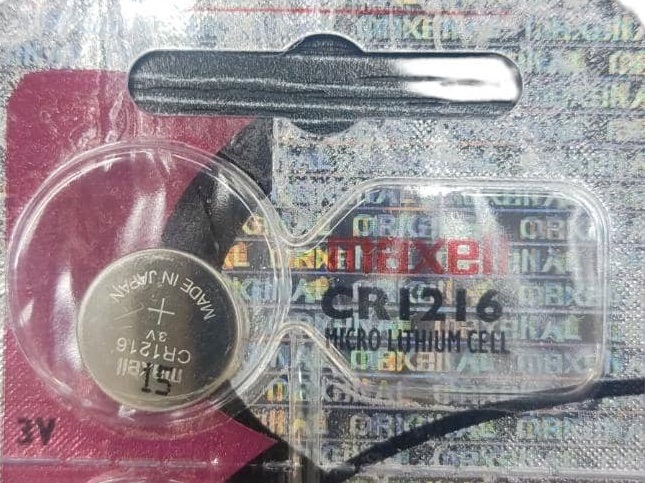 maxell
CR1216
MICRO LITHIUM CELL
MADE IN JAPAN
+
3V
CR1216
maxell
15
3V